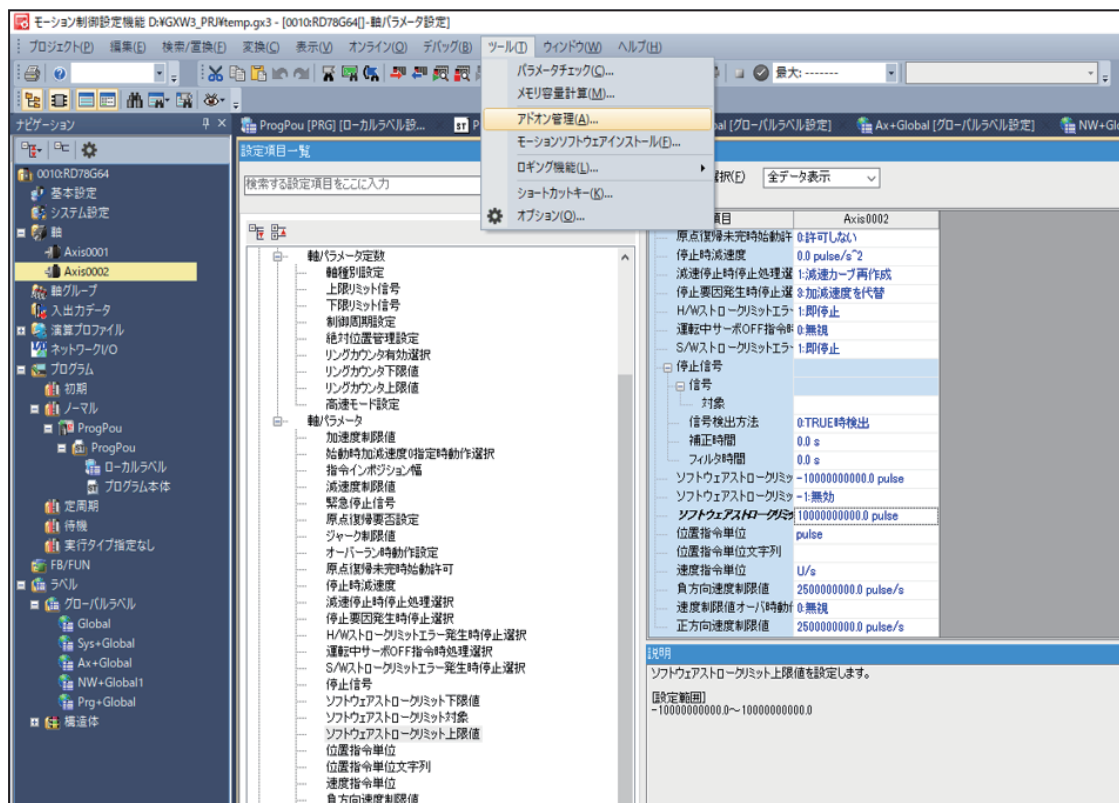 モーション制御設定機能 D:¥GXW3_PRJ¥temp.gx3 - [0010:RD78G64[]-軸パラメータ設定]
プロジェクト(P) 編集(E) 検索/置換(F) 変換(C) 表示(V) オンライン(O) デバッグ(B) ツール(T) ウィンドウ(W) ヘルプ(H)
最大: -------
パラメータチェック(C)...
メモリ容量計算(M)...
アドオン管理(A)...
モーションソフトウェアインストール(F)...
ロギング機能(L)...
ショートカットキー(K)...
オプション(O)...
ナビゲーション
ProgPou [PRG] [ローカルラベル設... [グローバルラベル設定] Ax+Global [グローバルラベル設定]
0010:RD78G64
基本設定
システム設定
軸
Axis0001
Axis0002
軸グループ
入出力データ
演算プロファイル
ネットワークI/O
プログラム
初期
ノーマル
ProgPou
ProgPou
ローカルラベル
プログラム本体
定周期
待機
実行タイプ指定なし
FB/FUN
ラベル
グローバルラベル
Global
Sys+Global
Ax+Global
NW+Global1
Prg+Global
構造体
設定項目一覧
検索する設定項目をここに入力
軸パラメータ定数
軸種別設定
上限リミット信号
下限リミット信号
制御周期設定
絶対位置管理設定
リングカウンタ有効選択
リングカウンタ下限値
リングカウンタ上限値
高速モード設定
軸パラメータ
加速度制限値
始動時加減速度0指定時動作選択
指令インポジション幅
減速度制限値
緊急停止信号
原点復帰要否設定
ジャーク制限値
オーバーラン時動作設定
原点復帰未完時始動許可
停止時減速度
減速停止時停止処理選択
停止要因発生時停止選択
H/Wストロークリミットエラー発生時停止選択
運転中サーボOFF指令時処理選択
S/Wストロークリミットエラー発生時停止選択
停止信号
ソフトウェアストロークリミット下限値
ソフトウェアストロークリミット対象
ソフトウェアストロークリミット上限値
位置指令単位
位置指令単位文字列
速度指令単位
負方向速度制限値
全データ表示
項目 Axis0002
原点復帰未完時始動許 0:許可しない
停止時減速度 0.0 pulse/s^2
減速停止時停止処理選 1:減速カーブ再作成
停止要因発生時停止選 3:加減速度を代替
H/Wストロークリミットエラー 1:即停止
運転中サーボOFF指令時 0:無視
S/Wストロークリミットエラー 1:即停止
停止信号
信号
対象
信号検出方法 0:TRUE時検出
補正時間 0.0 s
フィルタ時間 0.0 s
ソフトウェアストロークリミッ -10000000000.0 pulse
ソフトウェアストロークリミッ -1:無効
ソフトウェアストロークリミッ 10000000000.0 pulse
位置指令単位 pulse
位置指令単位文字列
速度指令単位 U/s
負方向速度制限値 2500000000.0 pulse/s
速度制限値オーバ時動作 0:無視
正方向速度制限値 2500000000.0 pulse/s
説明
ソフトウェアストロークリミット上限値を設定します。
[設定範囲]
-10000000000.0～10000000000.0